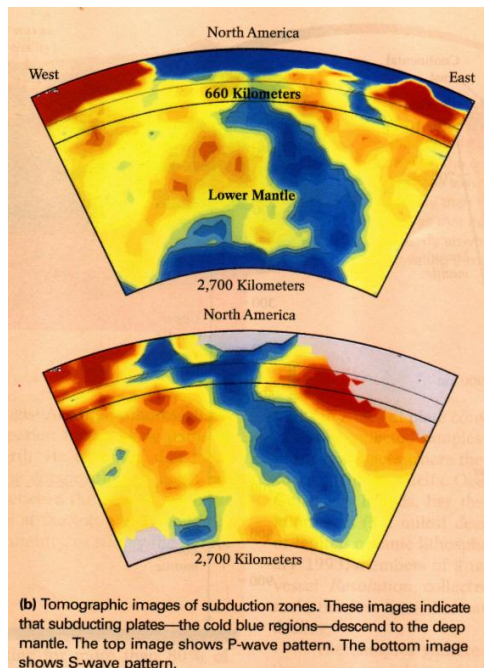 North America
West
East
660 Kilometers
Lower Mantle
2,700 Kilometers
North America
2,700 Kilometers
(b) Tomographic images of subduction zones. These images indicate
that subducting plates—the cold blue regions—descend to the deep
mantle. The top image shows P-wave pattern. The bottom image
shows S-wave pattern.